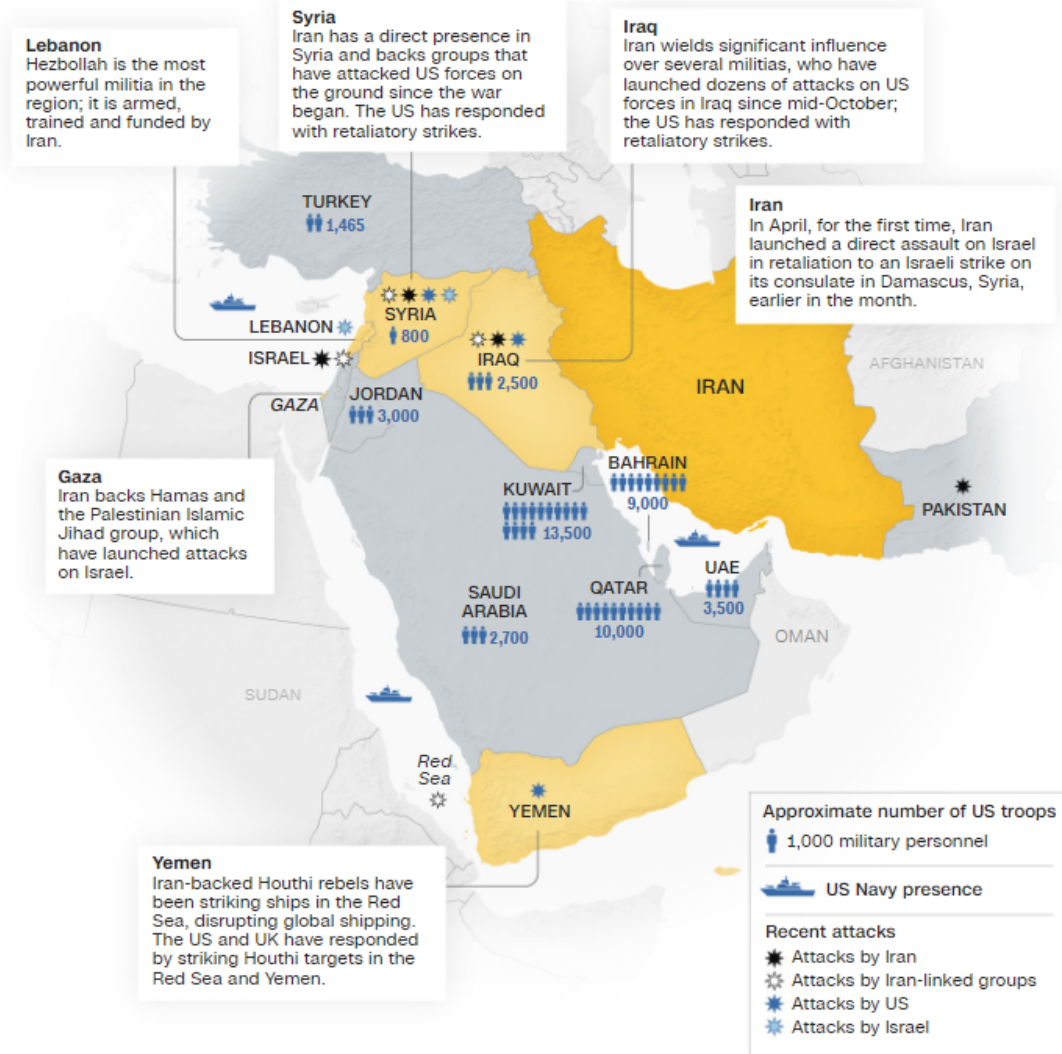 Lebanon
Hezbollah is the most
powerful militia in the
region; it is armed,
trained and funded by
Iran.
Syria
Iran has a direct presence in
Syria and backs groups that
have attacked US forces on
the ground since the war
began. The US has responded
with retaliatory strikes.
Iraq
Iran wields significant influence
over several militias, who have
launched dozens of attacks on US
forces in Iraq since mid-October;
the US has responded with
retaliatory strikes.
Iran
In April, for the first time, Iran
launched a direct assault on Israel
in retaliation to an Israeli strike on
its consulate in Damascus, Syria,
earlier in the month.
TURKEY
1,465
SYRIA
800
LEBANON
ISRAEL
IRAQ
2,500
IRAN
AFGHANISTAN
GAZA
JORDAN
3,000
Gaza
Iran backs Hamas and
the Palestinian Islamic
Jihad group, which
have launched attacks
on Israel.
KUWAIT
13,500
BAHRAIN
9,000
PAKISTAN
SAUDI
ARABIA
2,700
QATAR
10,000
UAE
3,500
OMAN
SUDAN
Red
Sea
YEMEN
Yemen
Iran-backed Houthi rebels have
been striking ships in the Red
Sea, disrupting global shipping.
The US and UK have responded
by striking Houthi targets in the
Red Sea and Yemen.
Approximate number of US troops
1,000 military personnel
US Navy presence
Recent attacks
Attacks by Iran
Attacks by Iran-linked groups
Attacks by US
Attacks by Israel